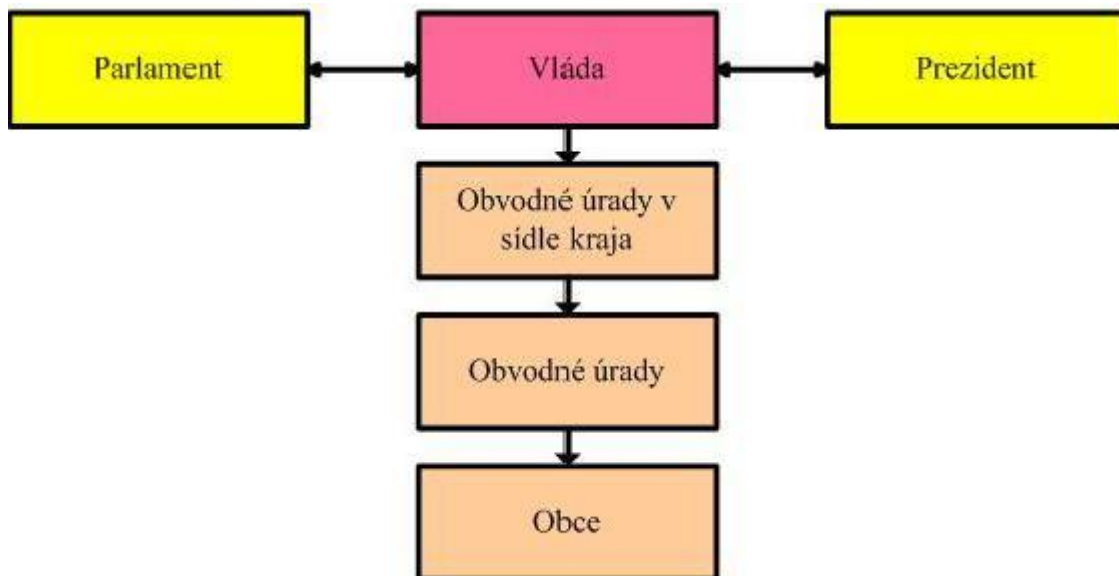 Parlament
Vláda
Prezident
Obvodné úrady v
sídle kraja
Obvodné úrady
Obce